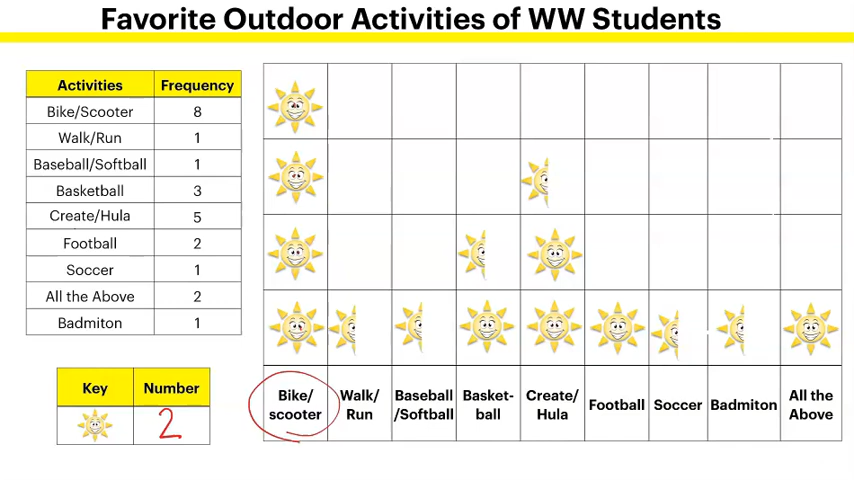 Favorite Outdoor Activities of WW Students
Activities Frequency
Bike/Scooter 8
Walk/Run 1
Baseball/Softball 1
Basketball 3
Create/Hula 5
Football 2
Soccer 1
All the Above 2
Badmiton 1
Key Number
2
Bike/
scooter
Walk/
Run
Baseball
/Softball
Basket-
ball
Create/
Hula
Football
Soccer
Badmiton
All the
Above